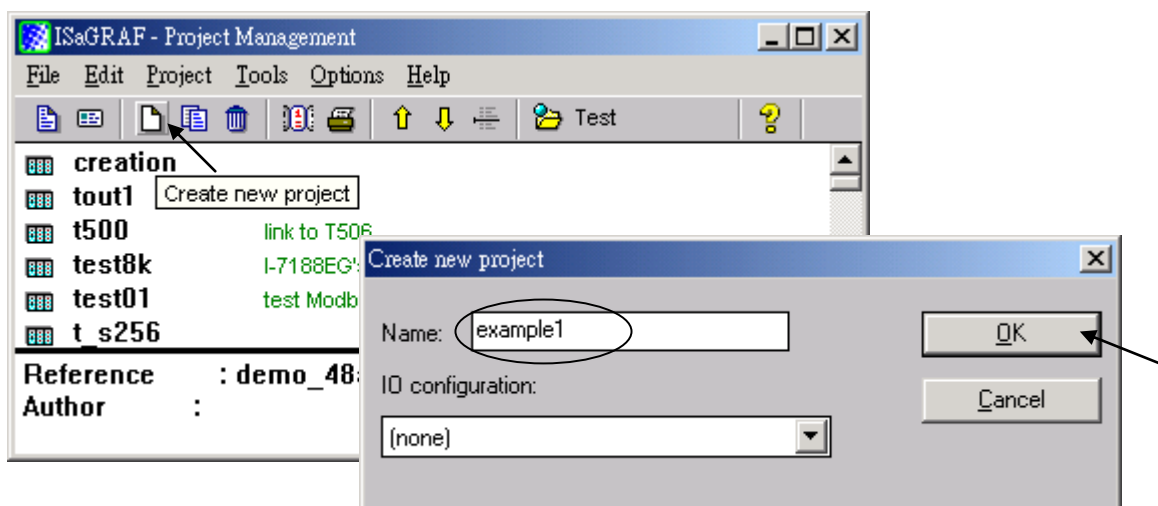 ISaGRAF - Project Management
File Edit Project Tools Options Help
Test
creation
tout1
Create new project
t500 link to T506
test8k I-7188EG's
test01 test Modb
t_s256
Reference : demo_48
Author :
Create new project
Name: example1
OK
IO configuration:
Cancel
(none)